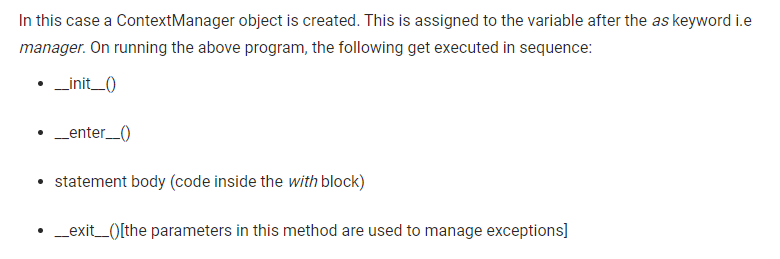 In this case a ContextManager object is created. This is assigned to the variable after the as keyword i.e
manager. On running the above program, the following get executed in sequence:
• __init__()
• __enter__()
• statement body (code inside the with block)
• __exit__()[the parameters in this method are used to manage exceptions]